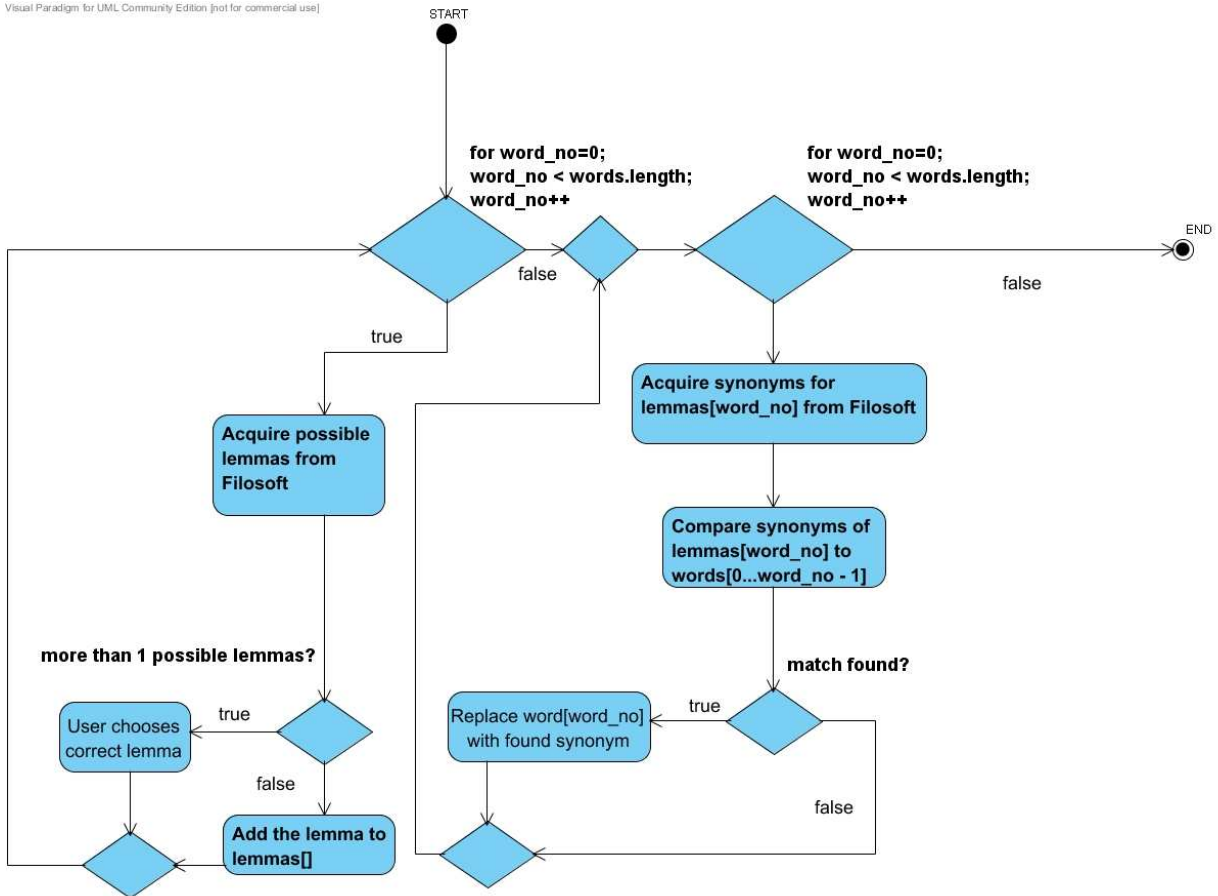 Visual Paradigm for UML Community Edition [not for commercial use]
START
for word_no=0;
word_no < words.length;
word_no++
for word_no=0;
word_no < words.length;
word_no++
END
false
false
true
Acquire possible
lemmas from
Filosoft
Acquire synonyms for
lemmas[word_no] from Filosoft
Compare synonyms of
lemmas[word_no] to
words[0...word_no - 1]
more than 1 possible lemmas?
match found?
true
User chooses
correct lemma
false
Add the lemma to
lemmas[]
true
Replace word[word_no]
with found synonym
false